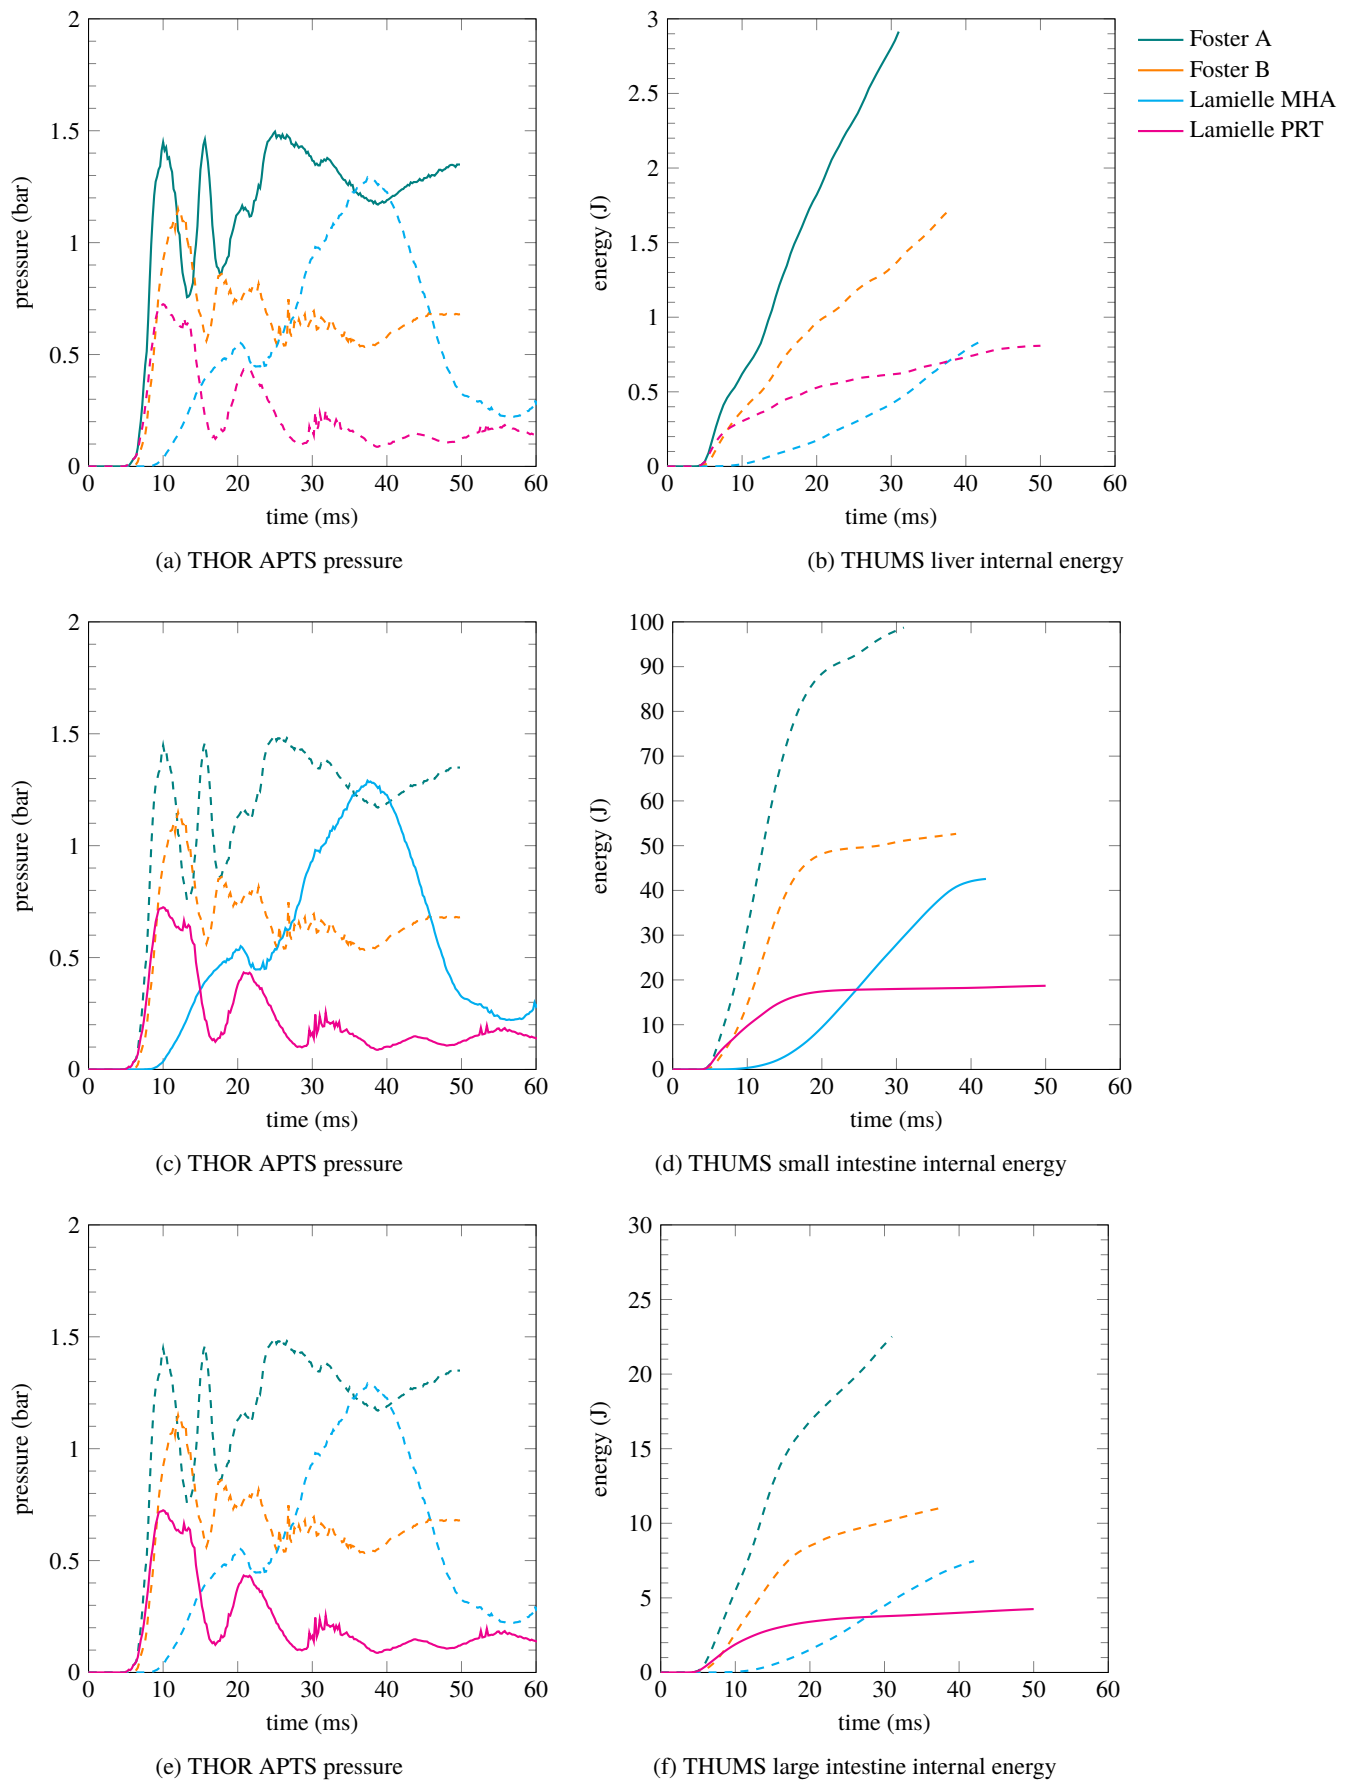 2
1.5
1
0.5
0
0 10 20 30 40 50 60
pressure (bar)
time (ms)
(a) THOR APTS pressure
3
2.5
2
1.5
1
0.5
0
0 10 20 30 40 50 60
energy (J)
time (ms)
(b) THUMS liver internal energy
Foster A
Foster B
Lamielle MHA
Lamielle PRT
2
1.5
1
0.5
0
0 10 20 30 40 50 60
pressure (bar)
time (ms)
(c) THOR APTS pressure
100
90
80
70
60
50
40
30
20
10
0
0 10 20 30 40 50 60
energy (J)
time (ms)
(d) THUMS small intestine internal energy
2
1.5
1
0.5
0
0 10 20 30 40 50 60
pressure (bar)
time (ms)
(e) THOR APTS pressure
30
25
20
15
10
5
0
0 10 20 30 40 50 60
energy (J)
time (ms)
(f) THUMS large intestine internal energy